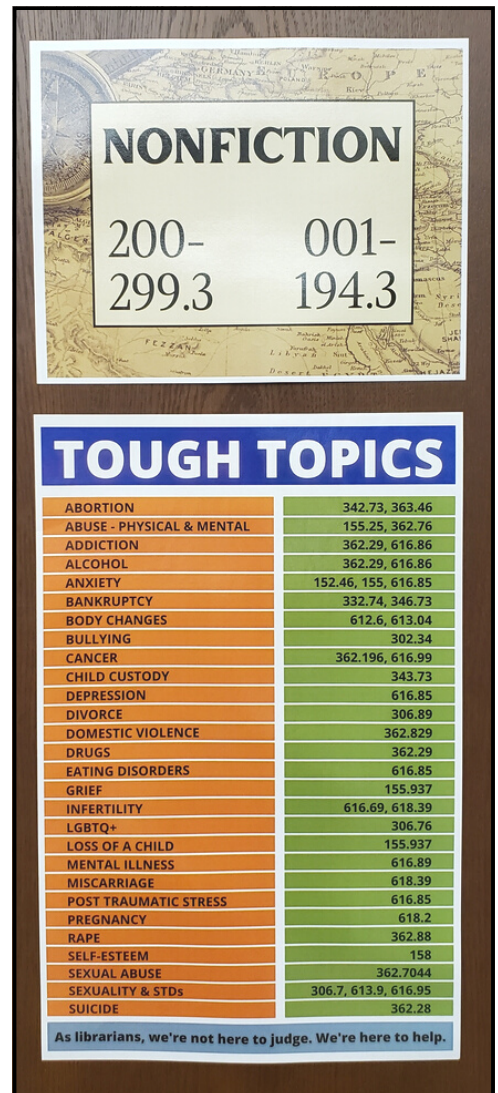 GERMANY
E U R O P E
NONFICTION
200-
299.3
001-
194.3
FEZZAN
Desert
HEJAZ
TOUGH TOPICS
ABORTION 342.73, 363.46
ABUSE - PHYSICAL & MENTAL 155.25, 362.76
ADDICTION 362.29, 616.86
ALCOHOL 362.29, 616.86
ANXIETY 152.46, 155, 616.85
BANKRUPTCY 332.74, 346.73
BODY CHANGES 612.6, 613.04
BULLYING 302.34
CANCER 362.196, 616.99
CHILD CUSTODY 343.73
DEPRESSION 616.85
DIVORCE 306.89
DOMESTIC VIOLENCE 362.829
DRUGS 362.29
EATING DISORDERS 616.85
GRIEF 155.937
INFERTILITY 616.69, 618.39
LGBTQ+ 306.76
LOSS OF A CHILD 155.937
MENTAL ILLNESS 616.89
MISCARRIAGE 618.39
POST TRAUMATIC STRESS 616.85
PREGNANCY 618.2
RAPE 362.88
SELF-ESTEEM 158
SEXUAL ABUSE 362.7044
SEXUALITY & STDs 306.7, 613.9, 616.95
SUICIDE 362.28
As librarians, we're not here to judge. We're here to help.